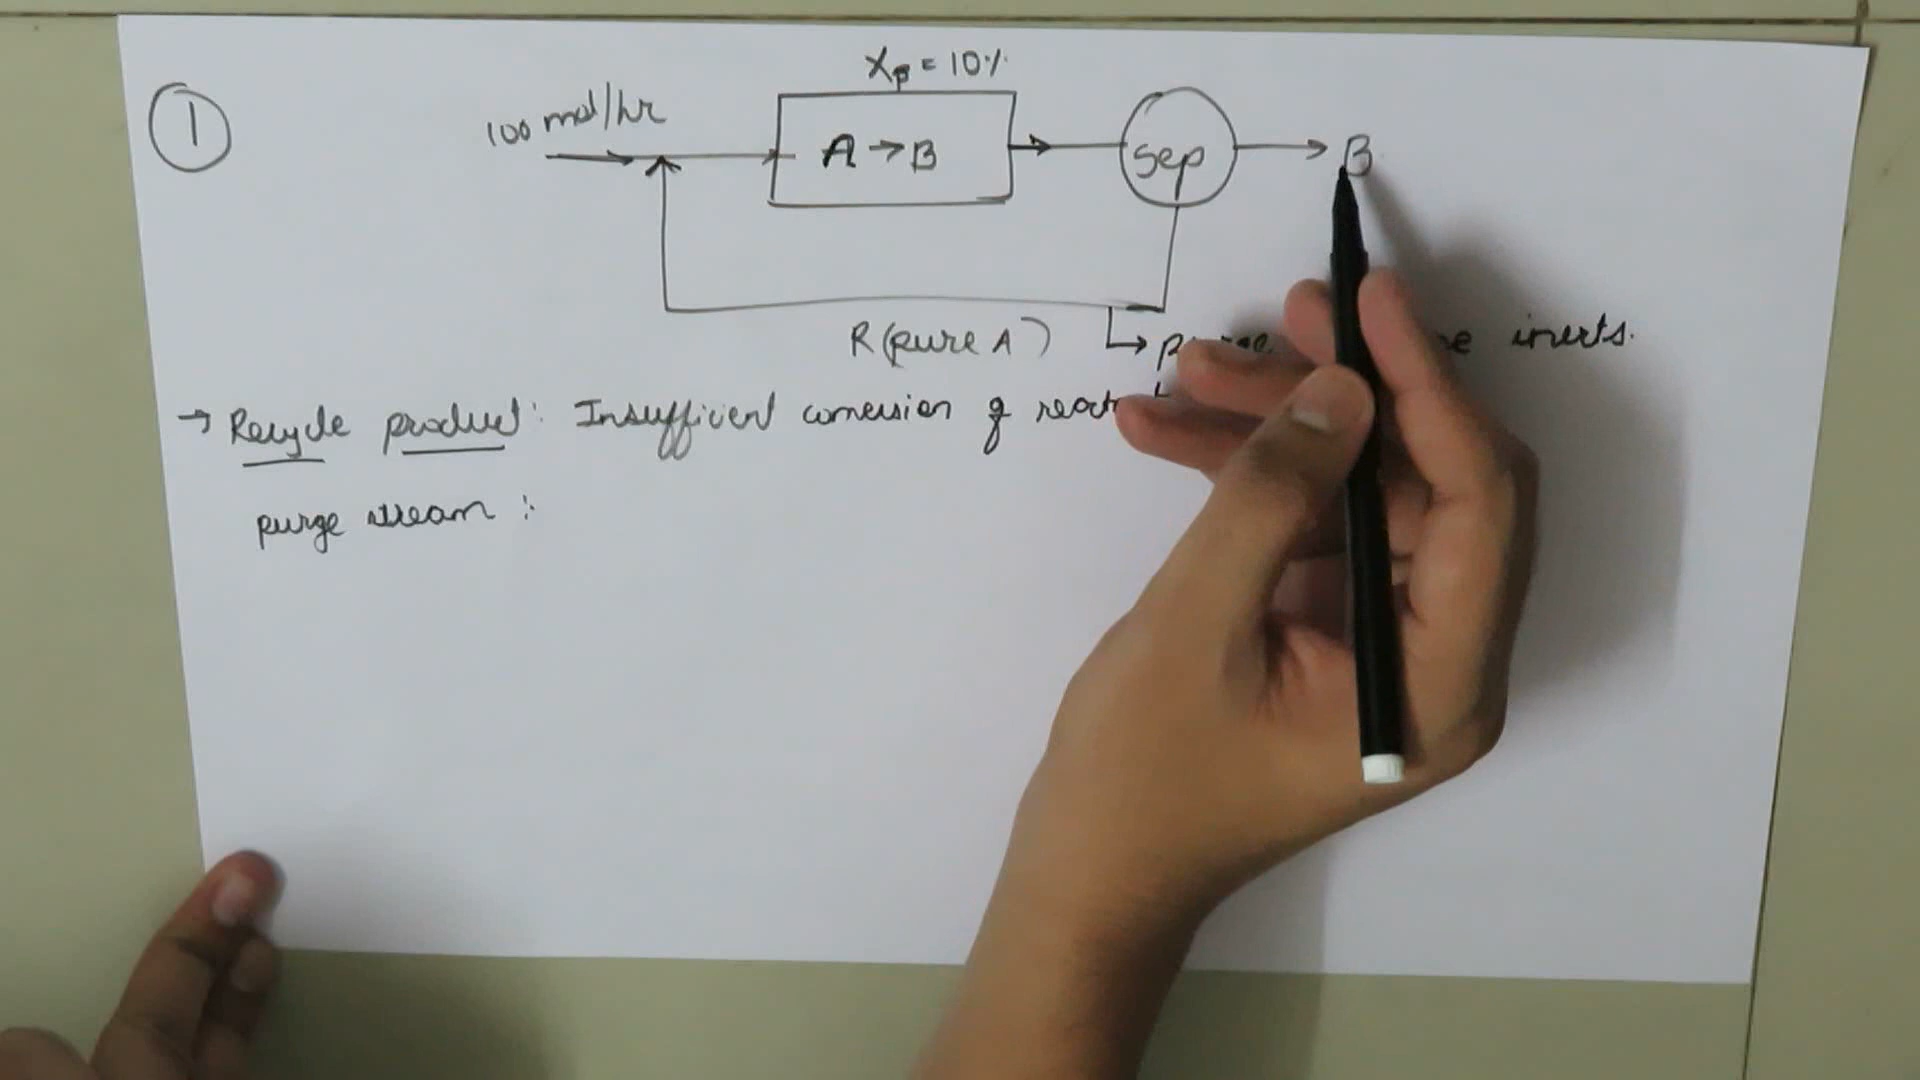 ①
X_P = 10%
100 mol/hr
A → B
Sep
B
R (pure A)
inerts.
→ Recycle product : Insufficient conversion of
purge stream :